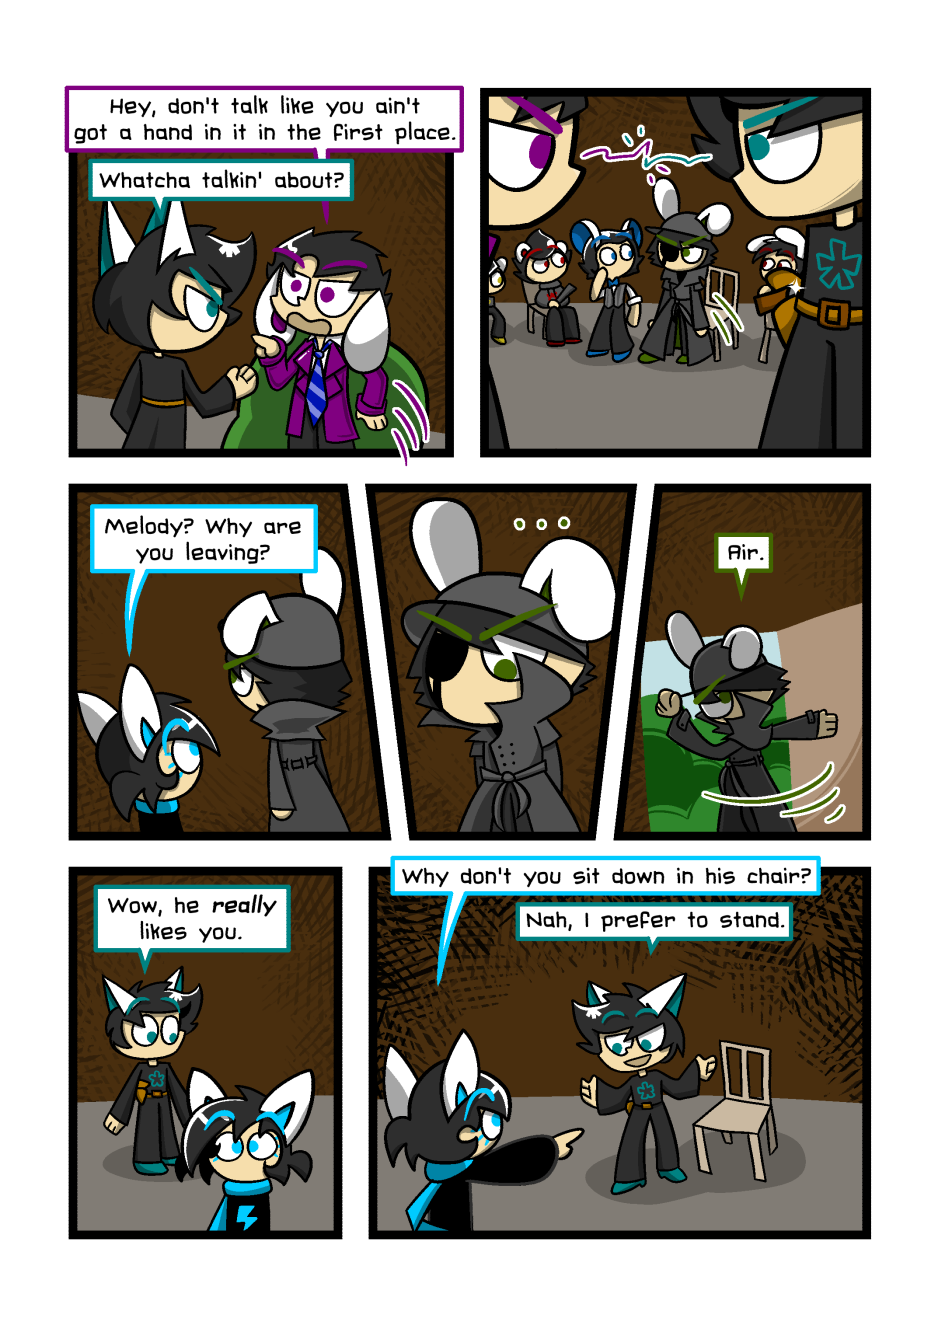 Hey, don't talk like you ain't
got a hand in it in the first place.
Whatcha talkin' about?
Melody? Why are
you leaving?
...
Air.
Wow, he really
likes you.
Why don't you sit down in his chair?
Nah, I prefer to stand.